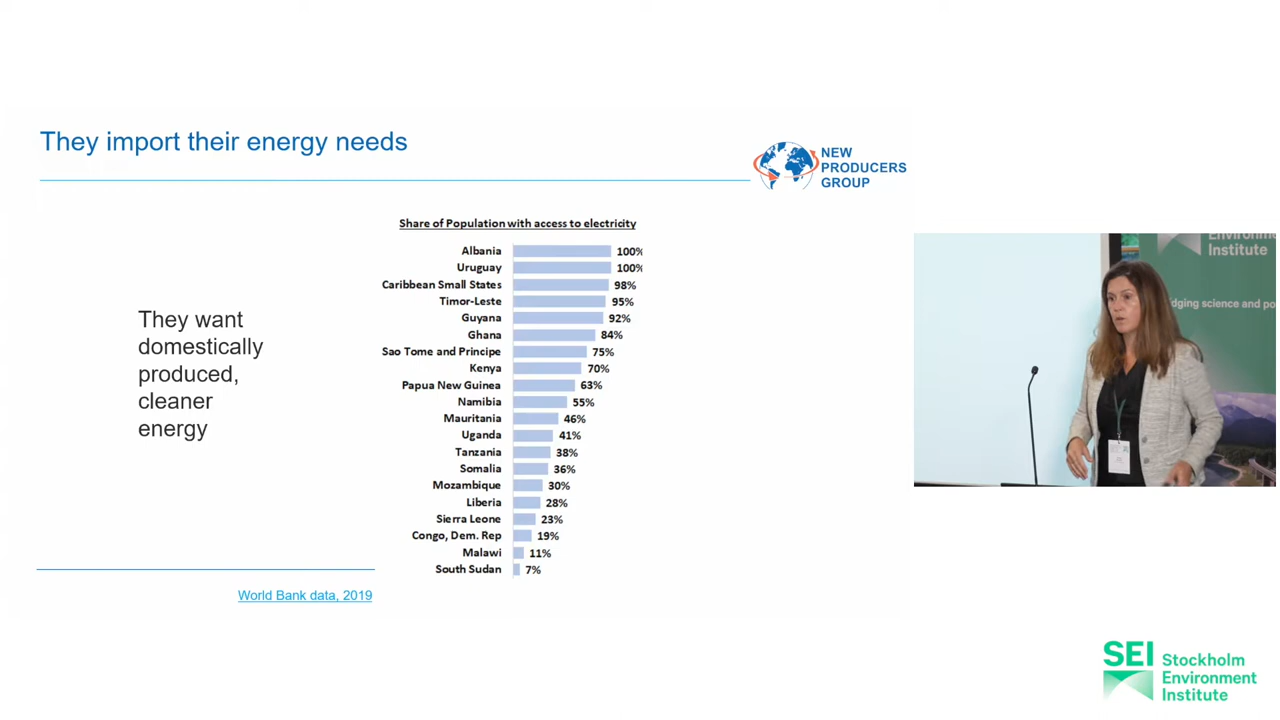 They import their energy needs
NEW
PRODUCERS
GROUP
Share of Population with access to electricity
Albania 100%
Uruguay 100%
Caribbean Small States 98%
Timor-Leste 95%
Guyana 92%
Ghana 84%
Sao Tome and Principe 75%
Kenya 70%
Papua New Guinea 63%
Namibia 55%
Mauritania 46%
Uganda 41%
Tanzania 38%
Somalia 36%
Mozambique 30%
Liberia 28%
Sierra Leone 23%
Congo, Dem. Rep 19%
Malawi 11%
South Sudan 7%
They want
domestically
produced,
cleaner
energy
World Bank data, 2019
Institute
science and
SEI Stockholm
Environment
Institute